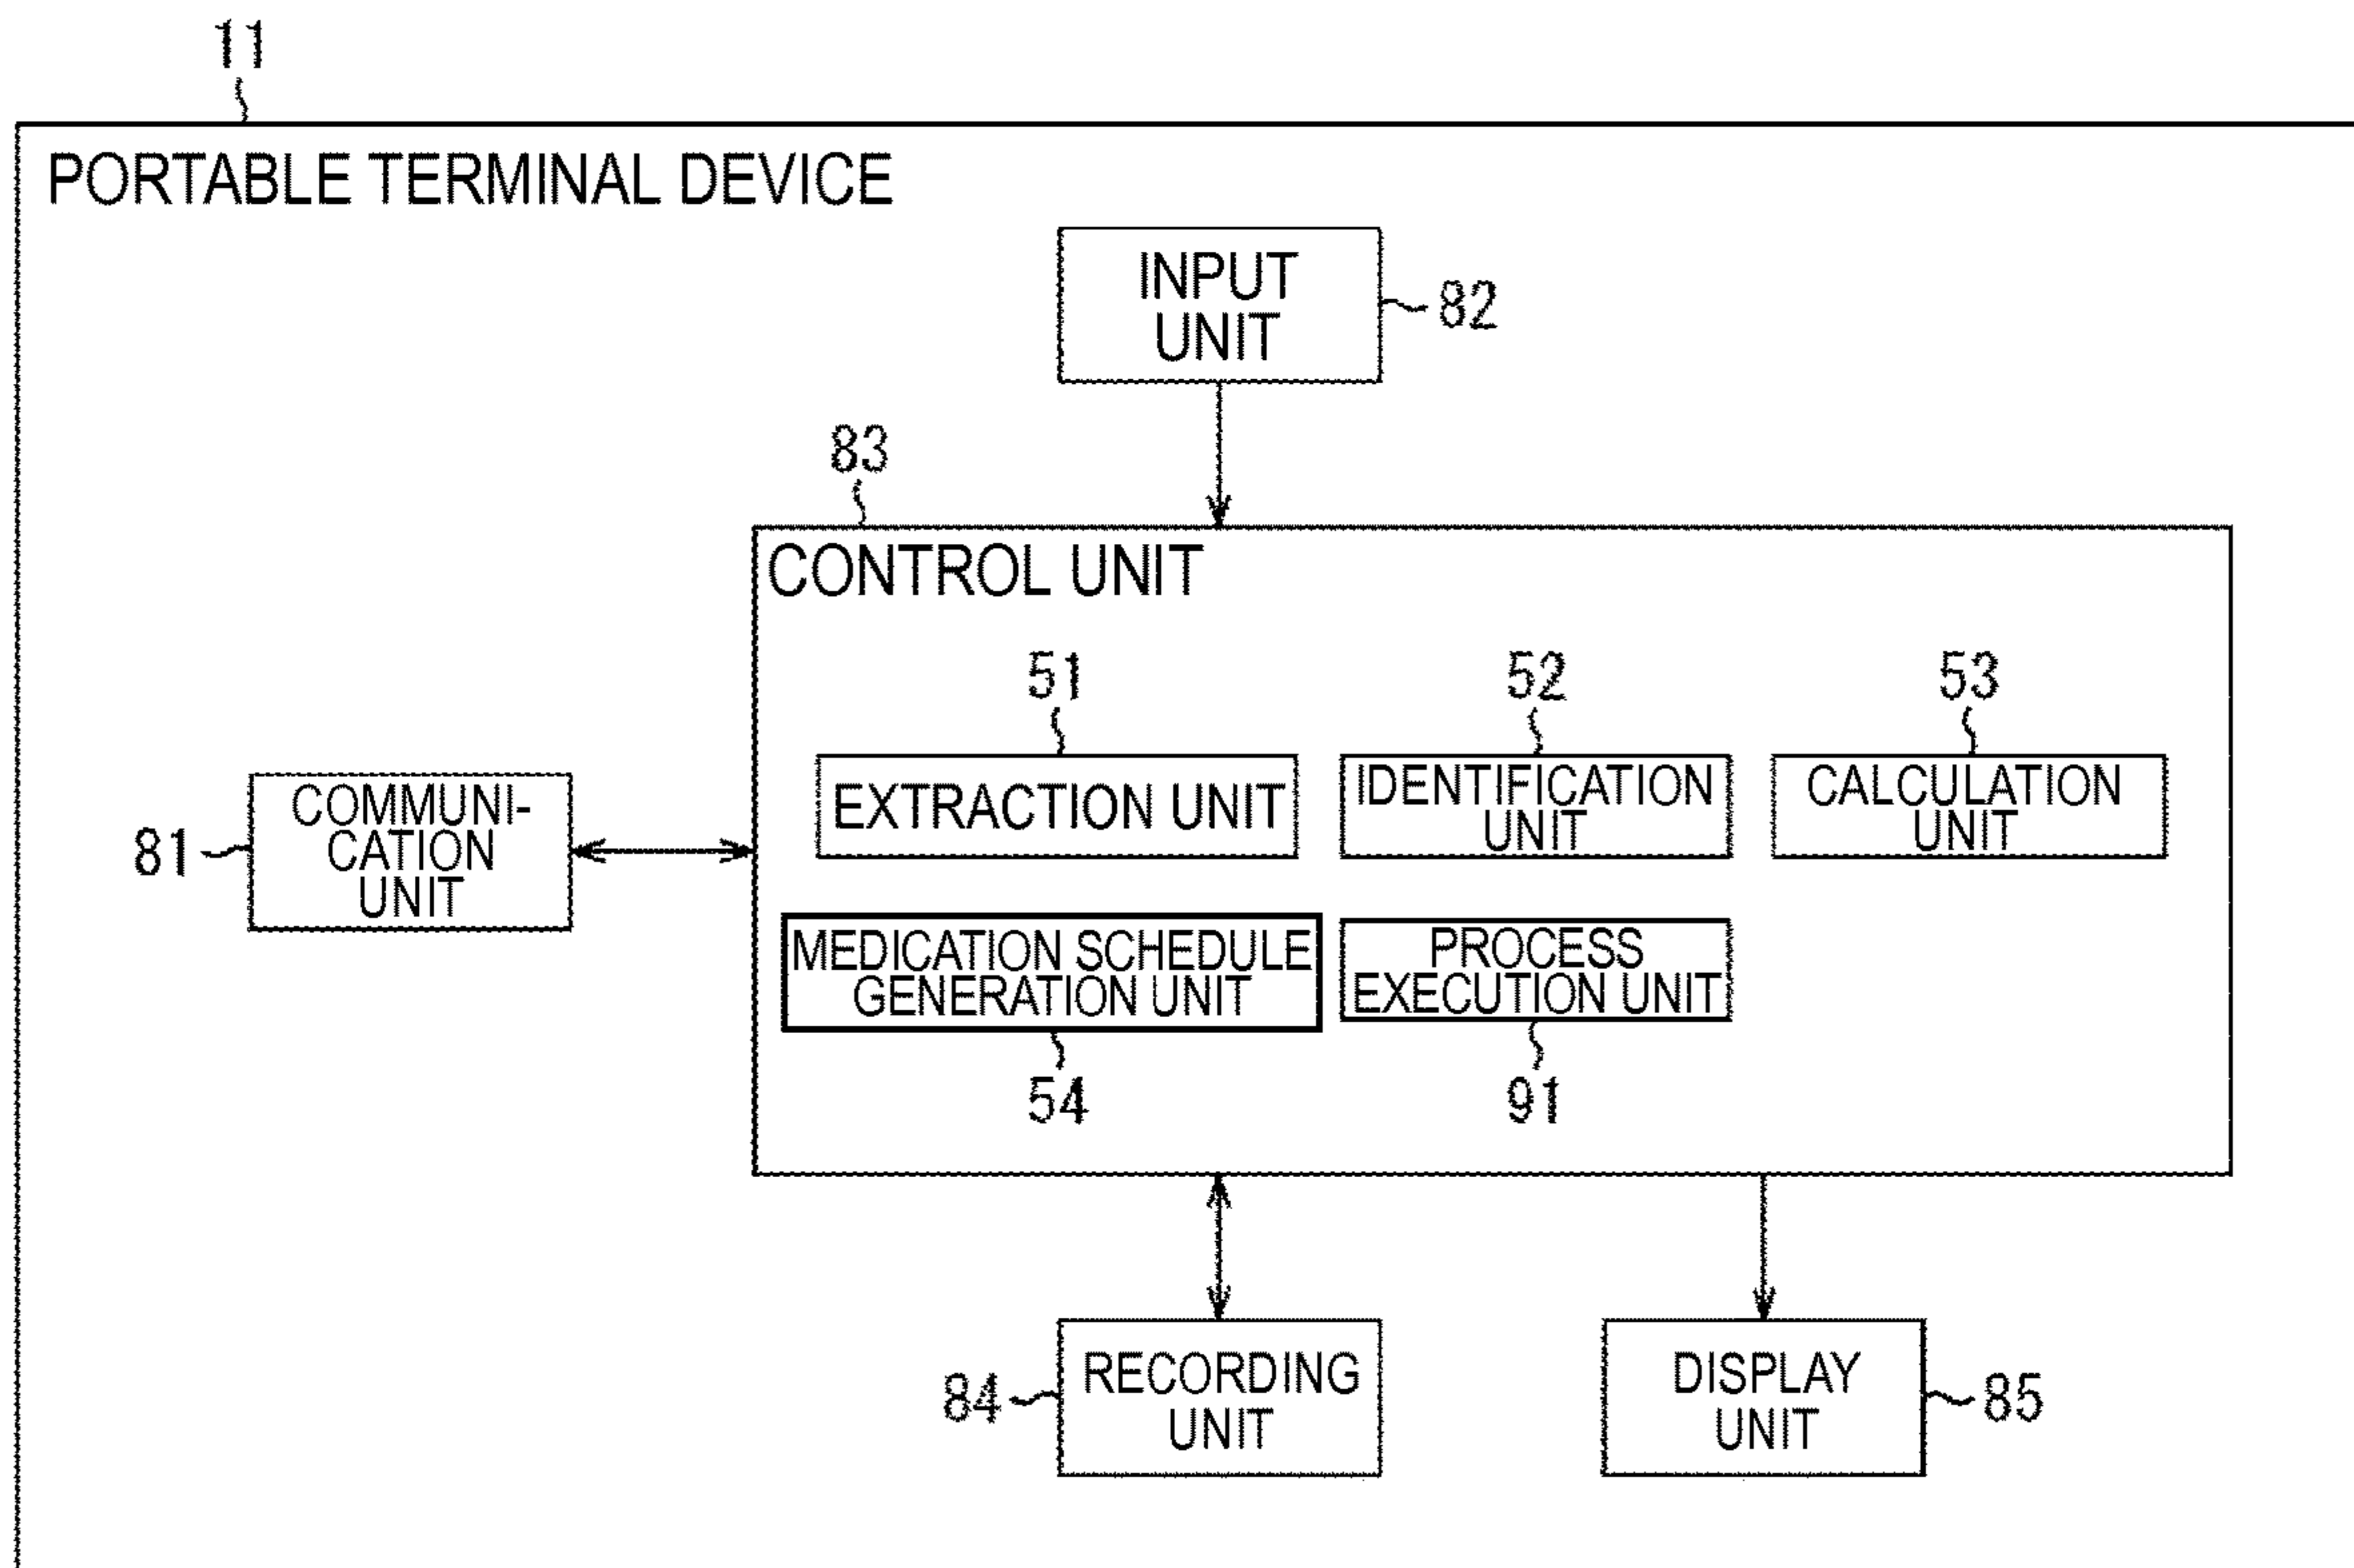 11
PORTABLE TERMINAL DEVICE
INPUT
UNIT
82
83
CONTROL UNIT
51
52
53
EXTRACTION UNIT
IDENTIFICATION
UNIT
CALCULATION
UNIT
81
COMMUNI-
CATION
UNIT
MEDICATION SCHEDULE
GENERATION UNIT
PROCESS
EXECUTION UNIT
54
91
84
RECORDING
UNIT
DISPLAY
UNIT
85